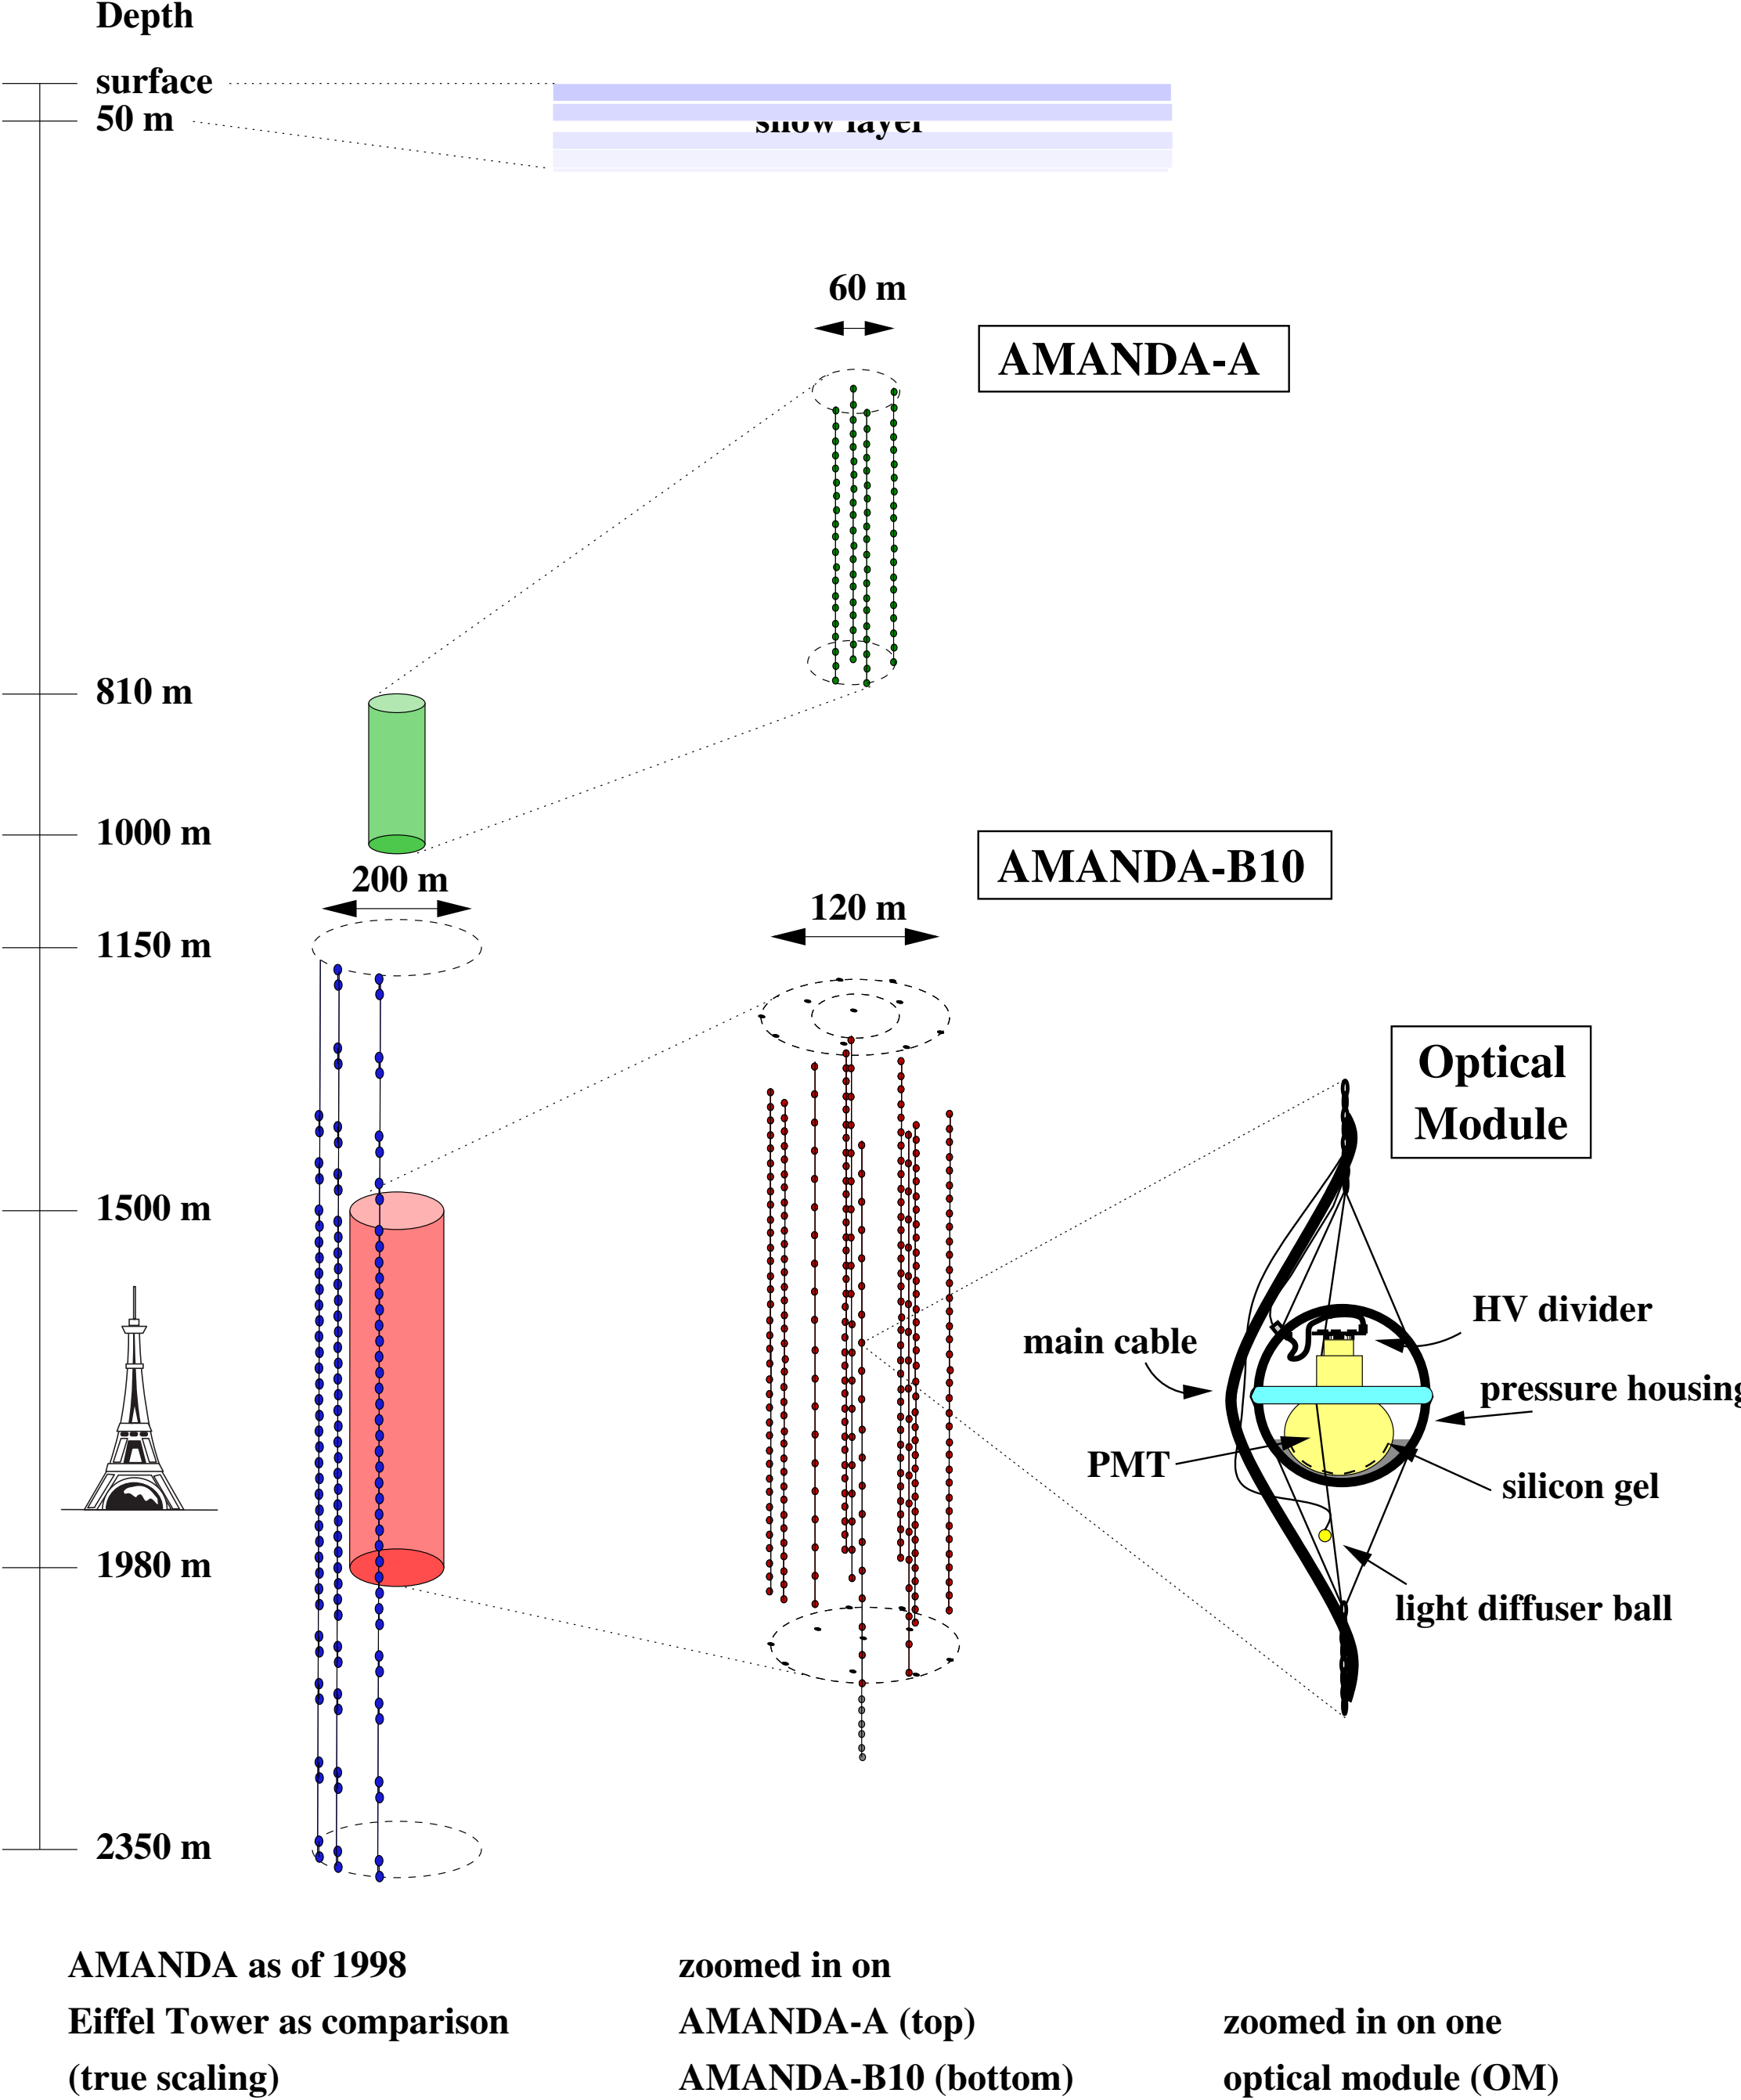 Depth
surface
50 m
snow layer
60 m
AMANDA-A
810 m
1000 m
200 m
AMANDA-B10
120 m
1150 m
Optical
Module
1500 m
HV divider
main cable
pressure housing
PMT
silicon gel
1980 m
light diffuser ball
2350 m
AMANDA as of 1998
Eiffel Tower as comparison
(true scaling)
zoomed in on
AMANDA-A (top)
AMANDA-B10 (bottom)
zoomed in on one
optical module (OM)